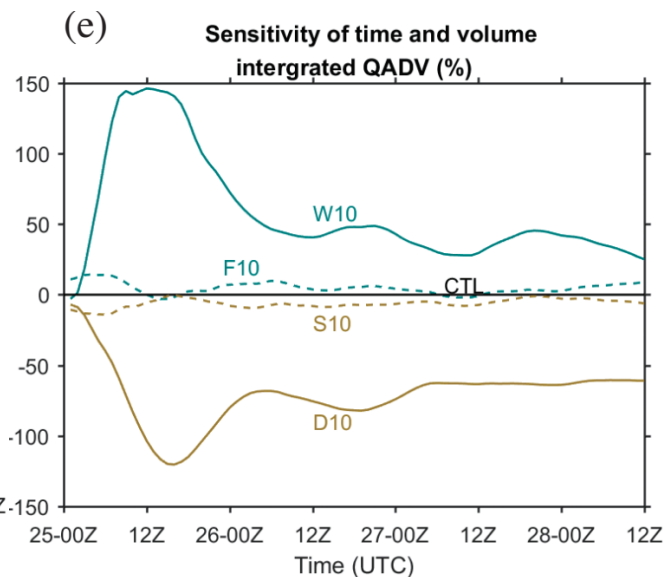 (e)
Sensitivity of time and volume
intergrated QADV (%)
150
100
50
0
-50
-100
Z-150
W10
F10
CTL
S10
D10
25-00Z 12Z 26-00Z 12Z 27-00Z 12Z 28-00Z 12Z
Time (UTC)